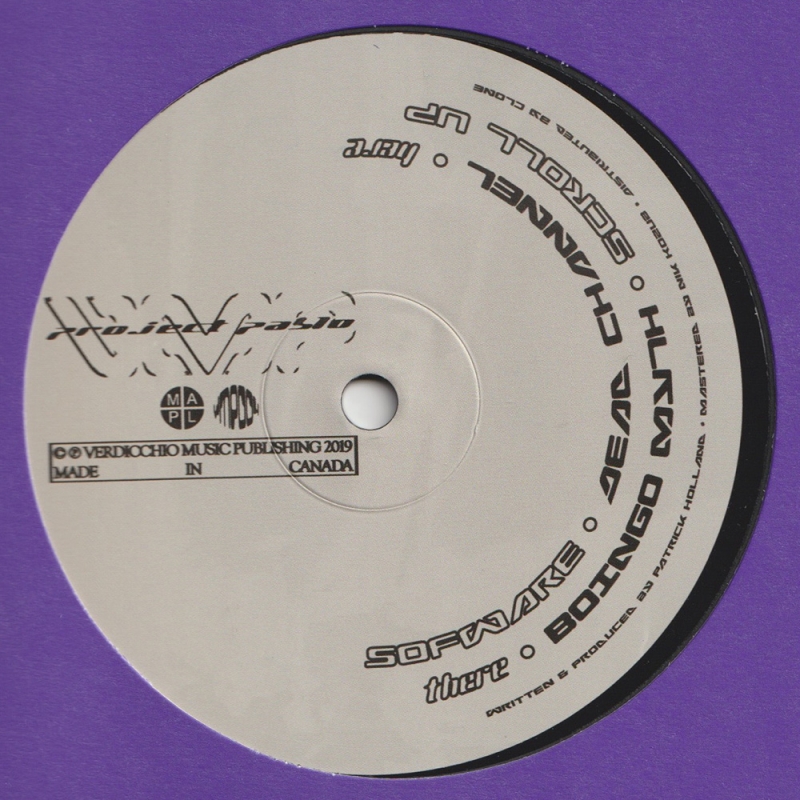 project pablo
M A
P L
© ℗ VERDICCHIO MUSIC PUBLISHING 2019
MADE IN CANADA
SOFWARE ○ DEAD CHANNEL ○ here
there ○ BOINGO MYTH ○ SCROLL UP
WRITTEN & PRODUCED BY PATRICK HOLLAND • MASTERED BY NIK KOZUB • DISTRIBUTED BY CLONE